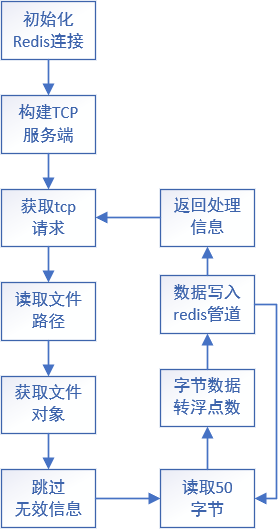 初始化
Redis连接
构建TCP
服务端
获取tcp
请求
读取文件
路径
获取文件
对象
跳过
无效信息
读取50
字节
字节数据
转浮点数
数据写入
redis管道
返回处理
信息